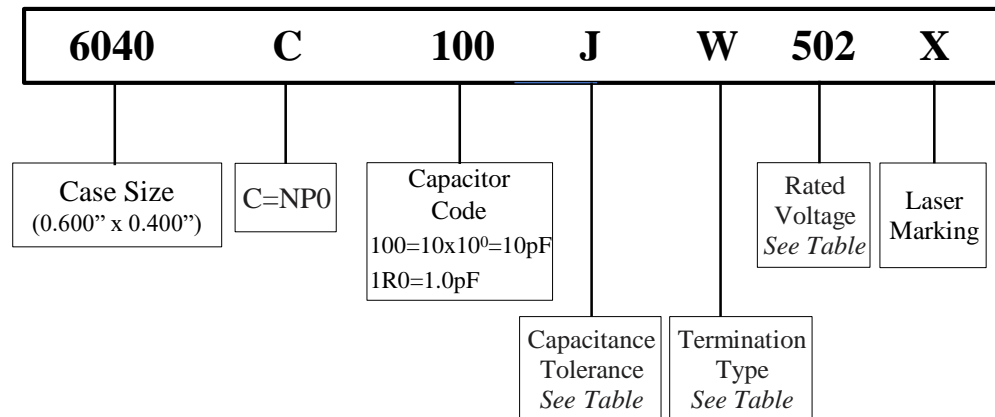 6040 C 100 J W 502 X
Case Size
(0.600” x 0.400”)
C=NP0
Capacitor
Code
100=10x10⁰=10pF
1R0=1.0pF
Capacitance
Tolerance
See Table
Termination
Type
See Table
Rated
Voltage
See Table
Laser
Marking